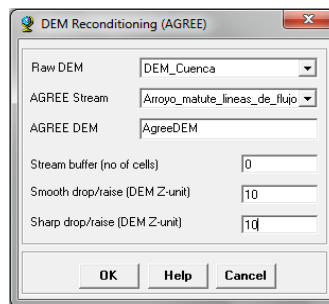 DEM Reconditioning (AGREE)
Raw DEM DEM_Cuenca
AGREE Stream Arroyo_matute_lineas_de_flujo
AGREE DEM AgreeDEM
Stream buffer (no of cells) 0
Smooth drop/raise (DEM Z-unit) 10
Sharp drop/raise (DEM Z-unit) 10
OK Help Cancel